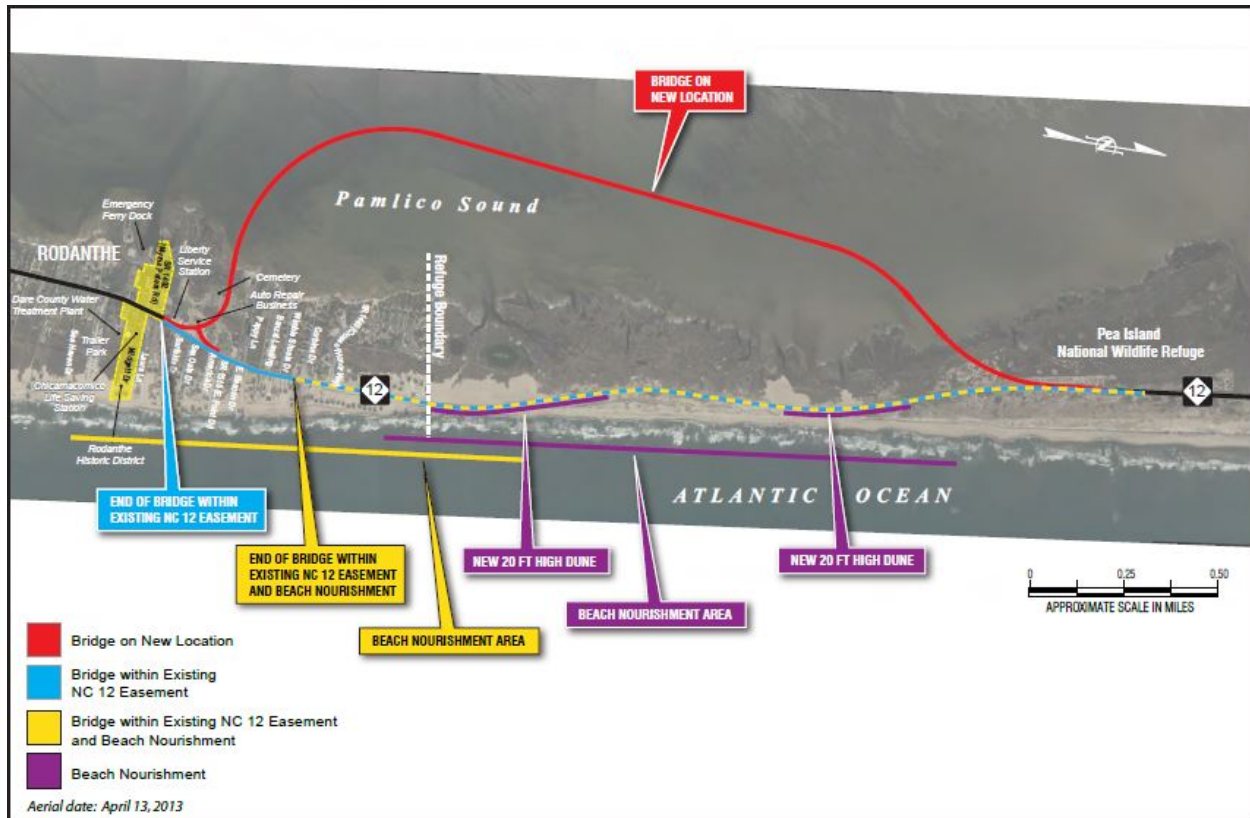 BRIDGE ON
NEW LOCATION
N
Pamlico Sound
Emergency
Ferry Dock
RODANTHE
Liberty
Service
Station
Cemetery
Auto Repair
Business
Dare County Water
Treatment Plant
Trailer
Park
Chicamacomico
Life Saving
Station
Rodanthe
Historic District
Refuge Boundary
Pea Island
National Wildlife Refuge
12
12
ATLANTIC OCEAN
END OF BRIDGE WITHIN
EXISTING NC 12 EASEMENT
END OF BRIDGE WITHIN
EXISTING NC 12 EASEMENT
AND BEACH NOURISHMENT
NEW 20 FT HIGH DUNE
NEW 20 FT HIGH DUNE
BEACH NOURISHMENT AREA
BEACH NOURISHMENT AREA
0 0.25 0.50
APPROXIMATE SCALE IN MILES
Bridge on New Location
Bridge within Existing
NC 12 Easement
Bridge within Existing NC 12 Easement
and Beach Nourishment
Beach Nourishment
Aerial date: April 13, 2013